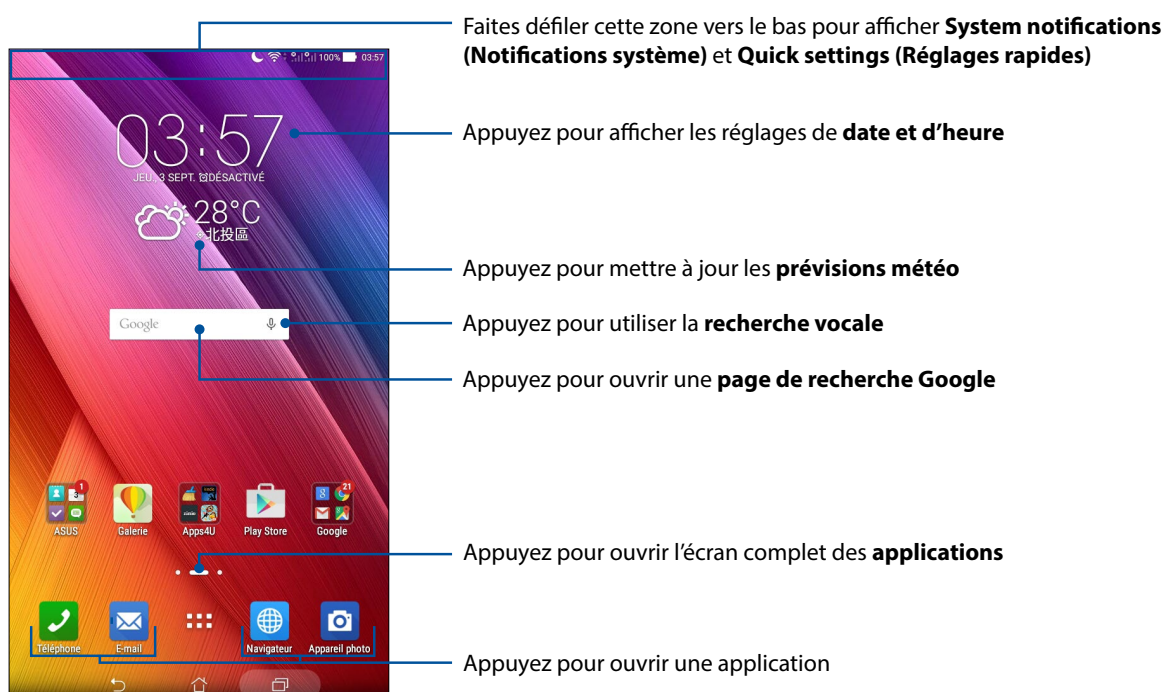 Faites défiler cette zone vers le bas pour afficher System notifications
(Notifications système) et Quick settings (Réglages rapides)
100% 03:57
03:57
Appuyez pour afficher les réglages de date et d’heure
JEU., 3 SEPT. DÉSACTIVÉ
28°C
北投區
Appuyez pour mettre à jour les prévisions météo
Google
Appuyez pour utiliser la recherche vocale
Appuyez pour ouvrir une page de recherche Google
1
3
21
ASUS
Galerie
Apps4U
Play Store
Google
Appuyez pour ouvrir l’écran complet des applications
Téléphone
E-mail
Navigateur
Appareil photo
Appuyez pour ouvrir une application